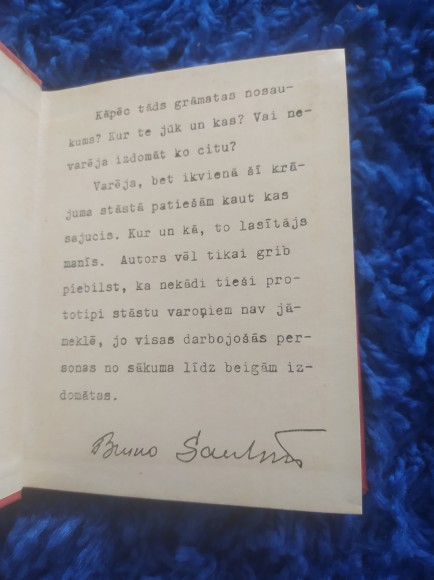 Kāpēc tāds grāmatas nosau-
kums? Kur te jūk un kas? Vai ne-
varēja izdomāt ko citu?
Varēja, bet ikvienā šī krā-
juma stāstā patiešām kaut kas
sajucis. Kur un kā, to lasītājs
manīs. Autors vēl tikai grib
piebilst, ka nekādi tieši pro-
totipi stāstu varoņiem nav jā-
meklē, jo visas darbojošās per-
sonas no sākuma līdz beigām iz-
domātas.
Bruno Saulītis